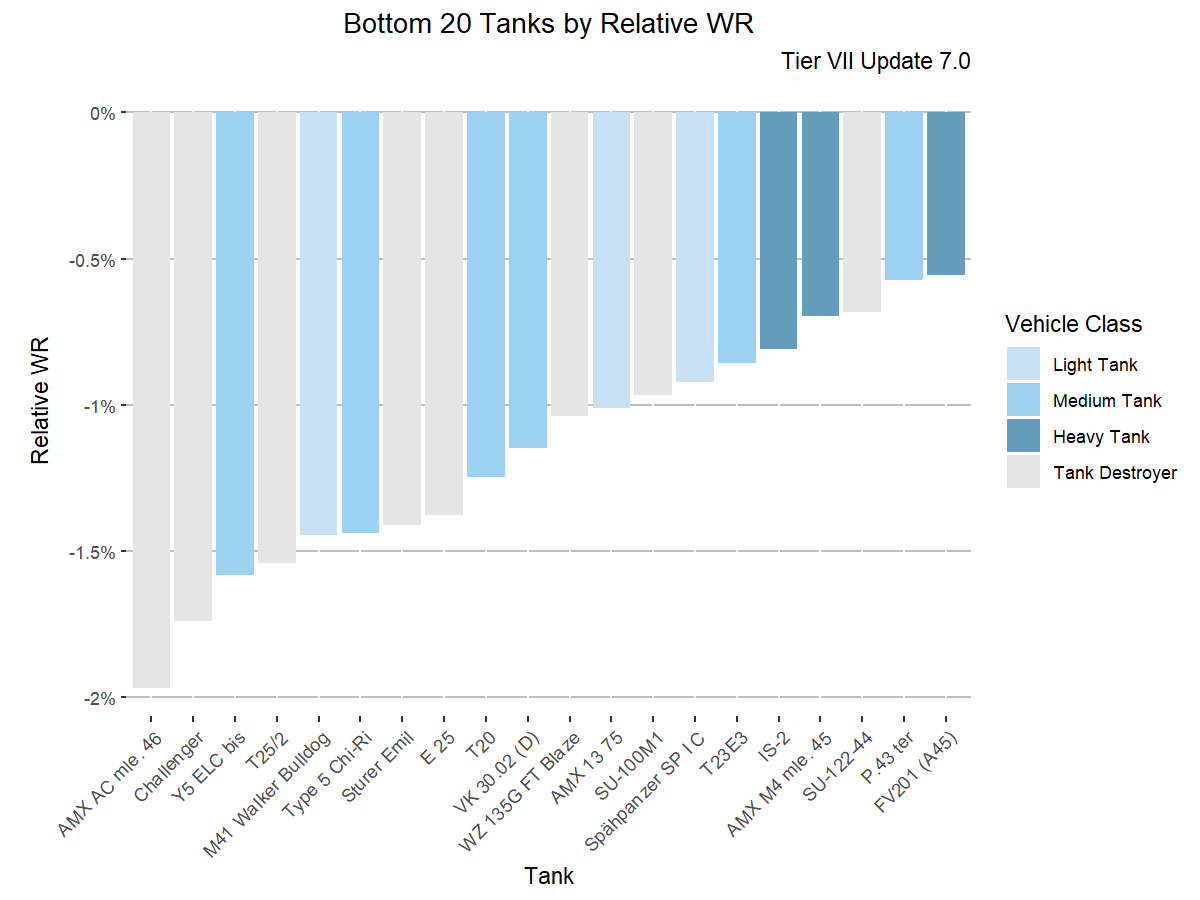 Bottom 20 Tanks by Relative WR
Tier VII Update 7.0
0%
-0.5%
-1%
-1.5%
-2%
Relative WR
AMX AC mle. 46
Challenger
Y5 ELC bis
T25/2
M41 Walker Bulldog
Type 5 Chi-Ri
Sturer Emil
E 25
T20
VK 30.02 (D)
WZ 135G FT Blaze
AMX 13 75
SU-100M1
Spähpanzer SP I C
T23E3
IS-2
AMX M4 mle. 45
SU-122-44
P.43 ter
FV201 (A45)
Tank
Vehicle Class
Light Tank
Medium Tank
Heavy Tank
Tank Destroyer